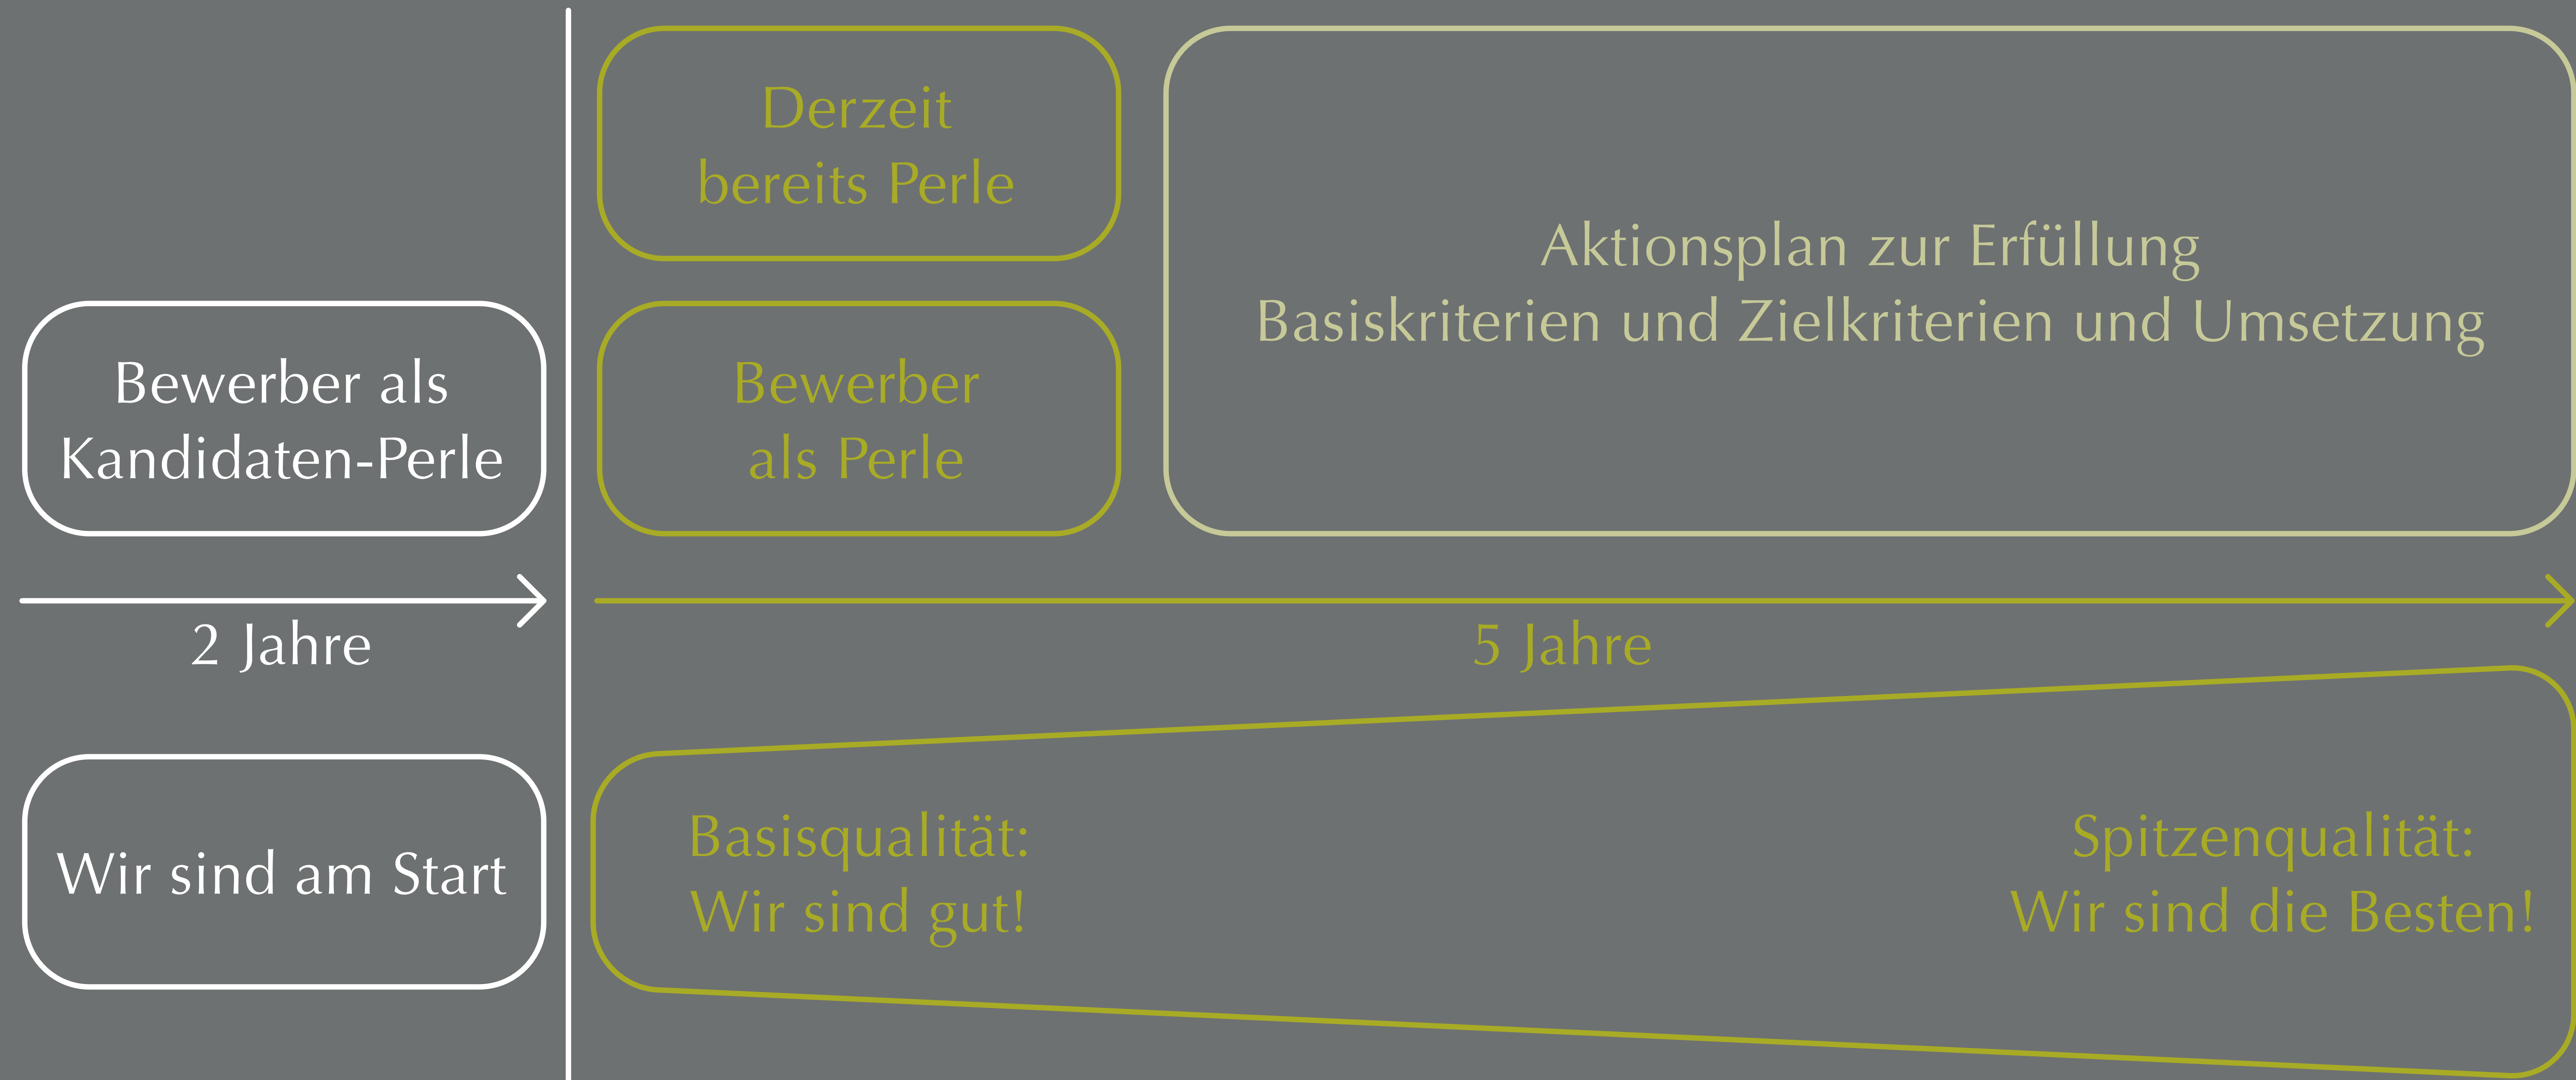 Bewerber als
Kandidaten-Perle
2 Jahre
Wir sind am Start
Derzeit
bereits Perle
Bewerber
als Perle
Aktionsplan zur Erfüllung
Basiskriterien und Zielkriterien und Umsetzung
5 Jahre
Basisqualität:
Wir sind gut!
Spitzenqualität:
Wir sind die Besten!